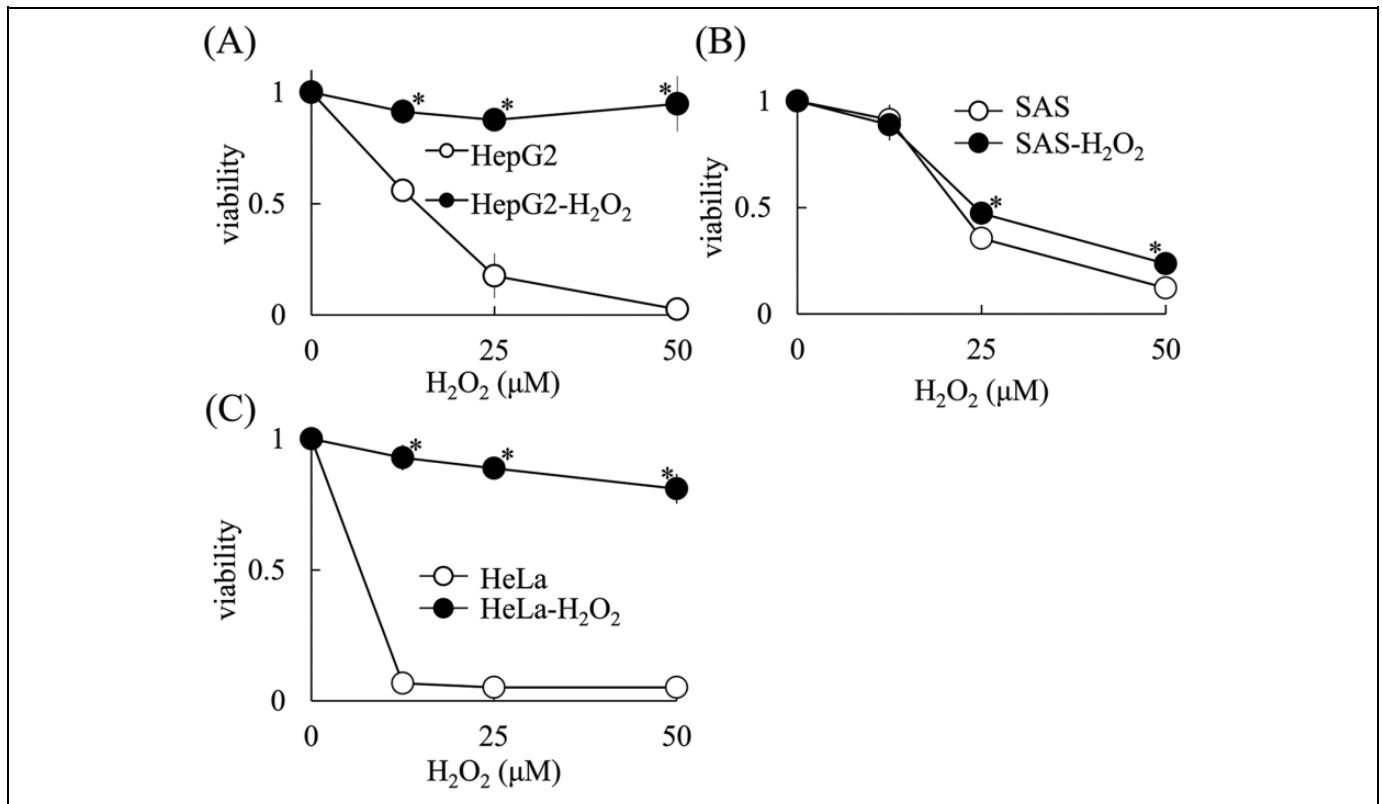 (A)
1
0.5
0
viability
* * *
HepG2
HepG2-H₂O₂
0 25 50
H₂O₂ (μM)
(B)
1
0.5
0
viability
SAS
SAS-H₂O₂
* *
0 25 50
H₂O₂ (μM)
(C)
1
0.5
0
viability
* * *
HeLa
HeLa-H₂O₂
0 25 50
H₂O₂ (μM)